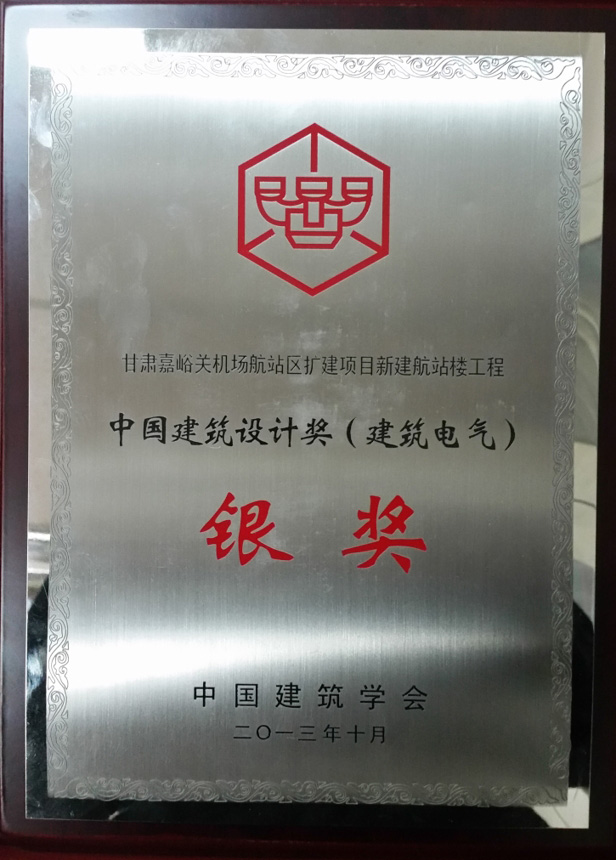 甘肃嘉峪关机场航站区扩建项目新建航站楼工程
中国建筑设计奖（建筑电气）
银奖
中国建筑学会
二〇一三年十月